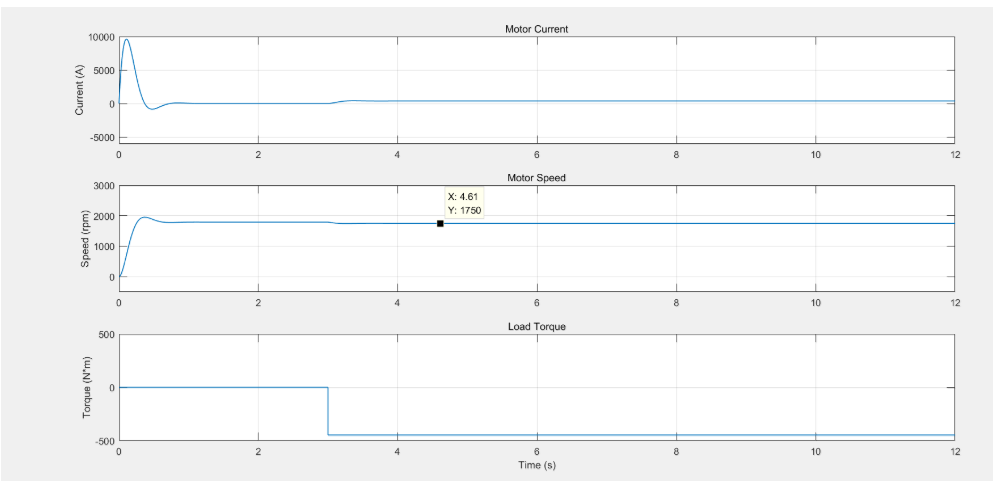 Motor Current
10000
5000
0
-5000
Current (A)
0 2 4 6 8 10 12
Motor Speed
3000
2000
1000
0
Speed (rpm)
X: 4.61
Y: 1750
0 2 4 6 8 10 12
Load Torque
500
0
-500
Torque (N*m)
0 2 4 6 8 10 12
Time (s)